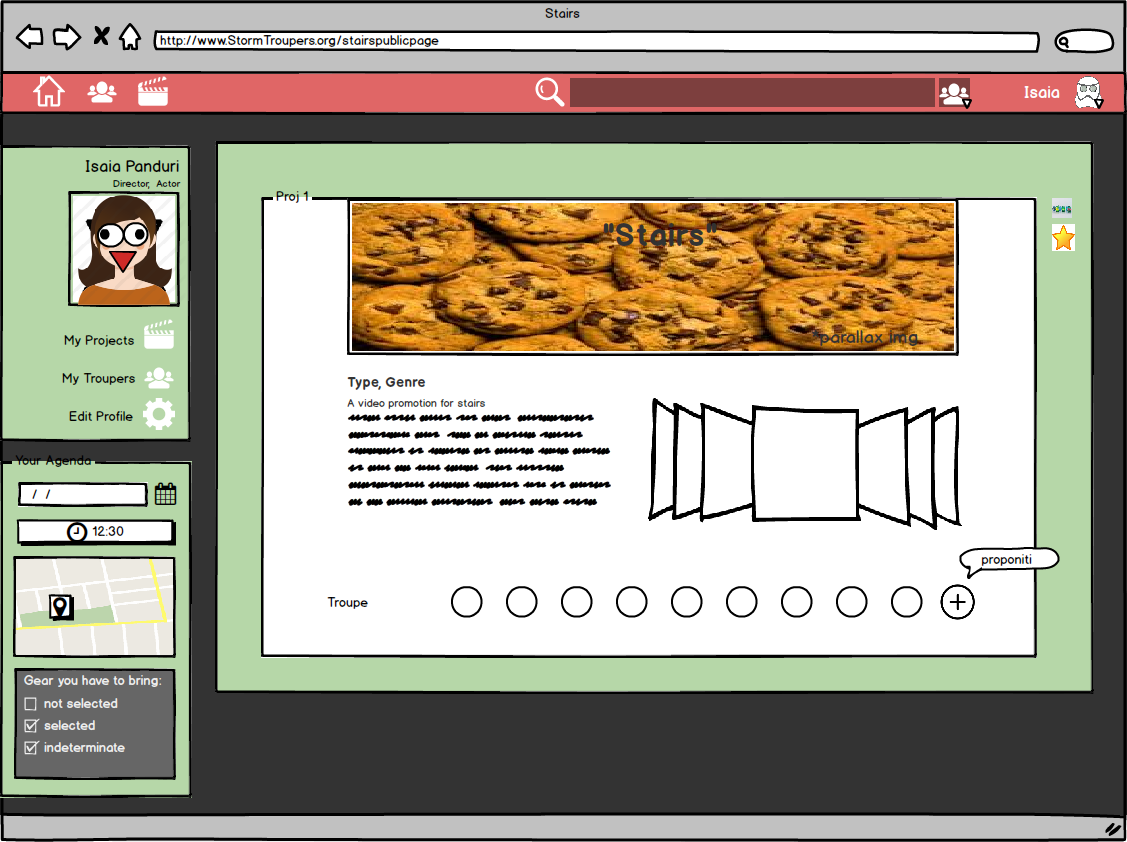 Stairs
http://www.StormTroupers.org/stairspublicpage
Isaia
Isaia Panduri
Director, Actor
My Projects
My Troupers
Edit Profile
Your Agenda
/ /
12:30
Gear you have to bring:
not selected
selected
indeterminate
Proj 1
"Stairs"
*parallax img.
Type, Genre
A video promotion for stairs
proponiti
Troupe